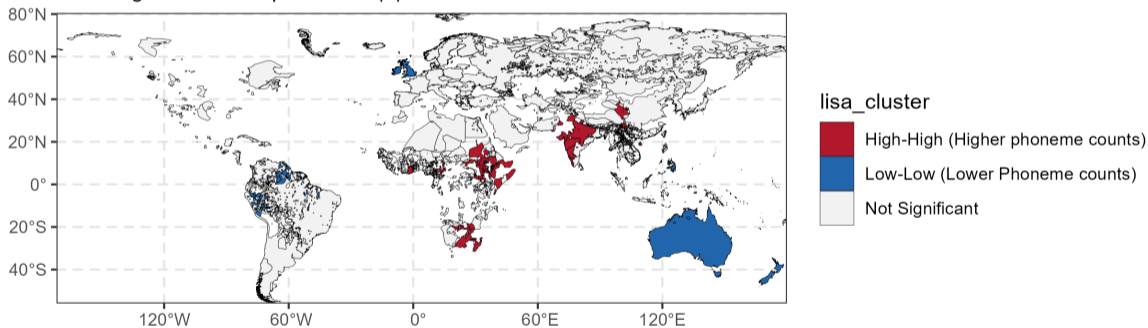 80°N
60°N
40°N
20°N
0°
20°S
40°S
120°W 60°W 0° 60°E 120°E
lisa_cluster
High-High (Higher phoneme counts)
Low-Low (Lower Phoneme counts)
Not Significant